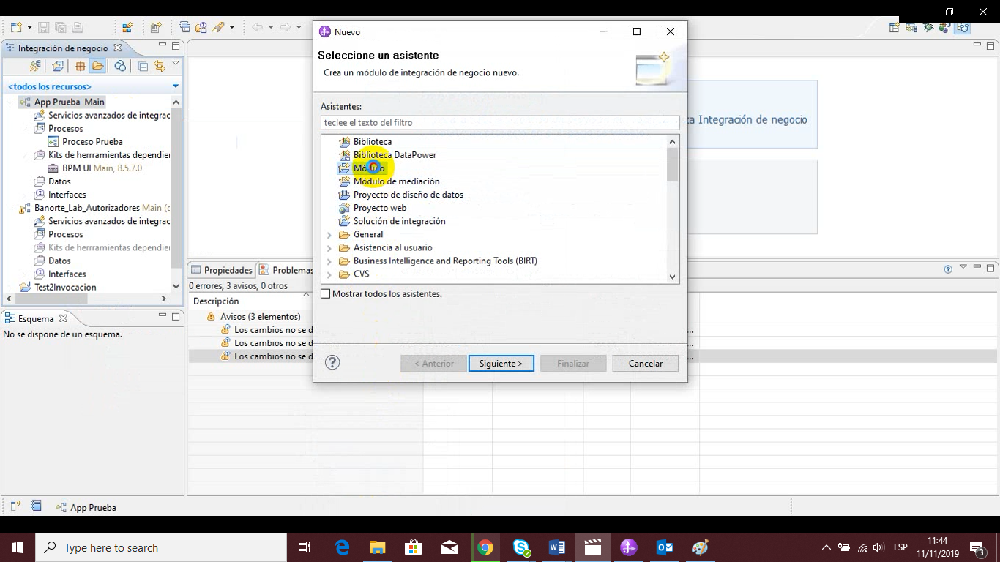 Integración de negocio
<todos los recursos>
App Prueba Main
Servicios avanzados de integrac
Procesos
Proceso Prueba
Kits de herrramientas dependier
BPM UI Main, 8.5.7.0
Datos
Interfaces
Banorte_Lab_Autorizadores Main (c
Servicios avanzados de integrac
Procesos
Kits de herrramientas dependier
Datos
Interfaces
Test2Invocacion
Esquema
No se dispone de un esquema.
Nuevo
Seleccione un asistente
Crea un módulo de integración de negocio nuevo.
Asistentes:
teclee el texto del filtro
Biblioteca
Biblioteca DataPower
Módulo
Módulo de mediación
Proyecto de diseño de datos
Proyecto web
Solución de integración
General
Asistencia al usuario
Business Intelligence and Reporting Tools (BIRT)
CVS
Mostrar todos los asistentes.
< Anterior
Siguiente >
Finalizar
Cancelar
a Integración de negocio
Propiedades
Problemas
0 errores, 3 avisos, 0 otros
Descripción
Avisos (3 elementos)
Los cambios no se d
...
Los cambios no se d
...
Los cambios no se d
...
App Prueba
Type here to search
ESP
11:44
11/11/2019
3